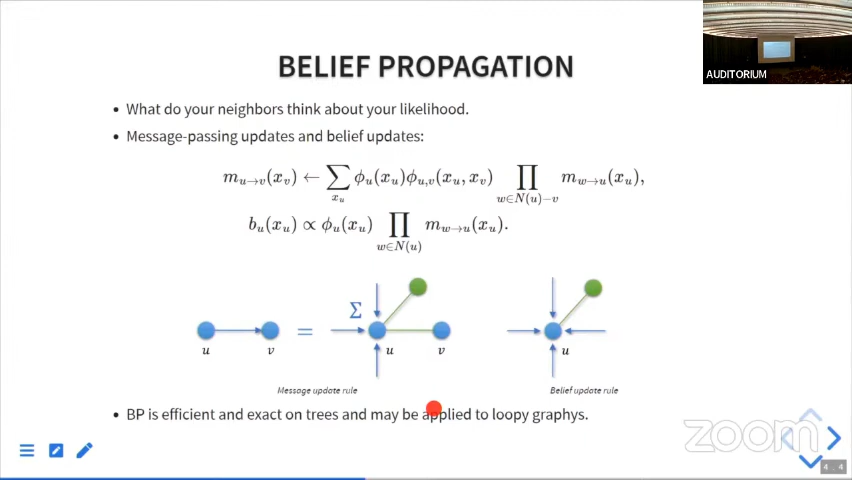 AUDITORIUM
BELIEF PROPAGATION
• What do your neighbors think about your likelihood.
• Message-passing updates and belief updates:
m_{u→v}(x_v) ← ∑_{x_u} ϕ_u(x_u)ϕ_{u,v}(x_u, x_v) ∏_{w∈N(u)−v} m_{w→u}(x_u),
b_u(x_u) ∝ ϕ_u(x_u) ∏_{w∈N(u)} m_{w→u}(x_u).
Σ
=
u v u v u
Message update rule Belief update rule
• BP is efficient and exact on trees and may be applied to loopy graphys.
zoom
4 . 4